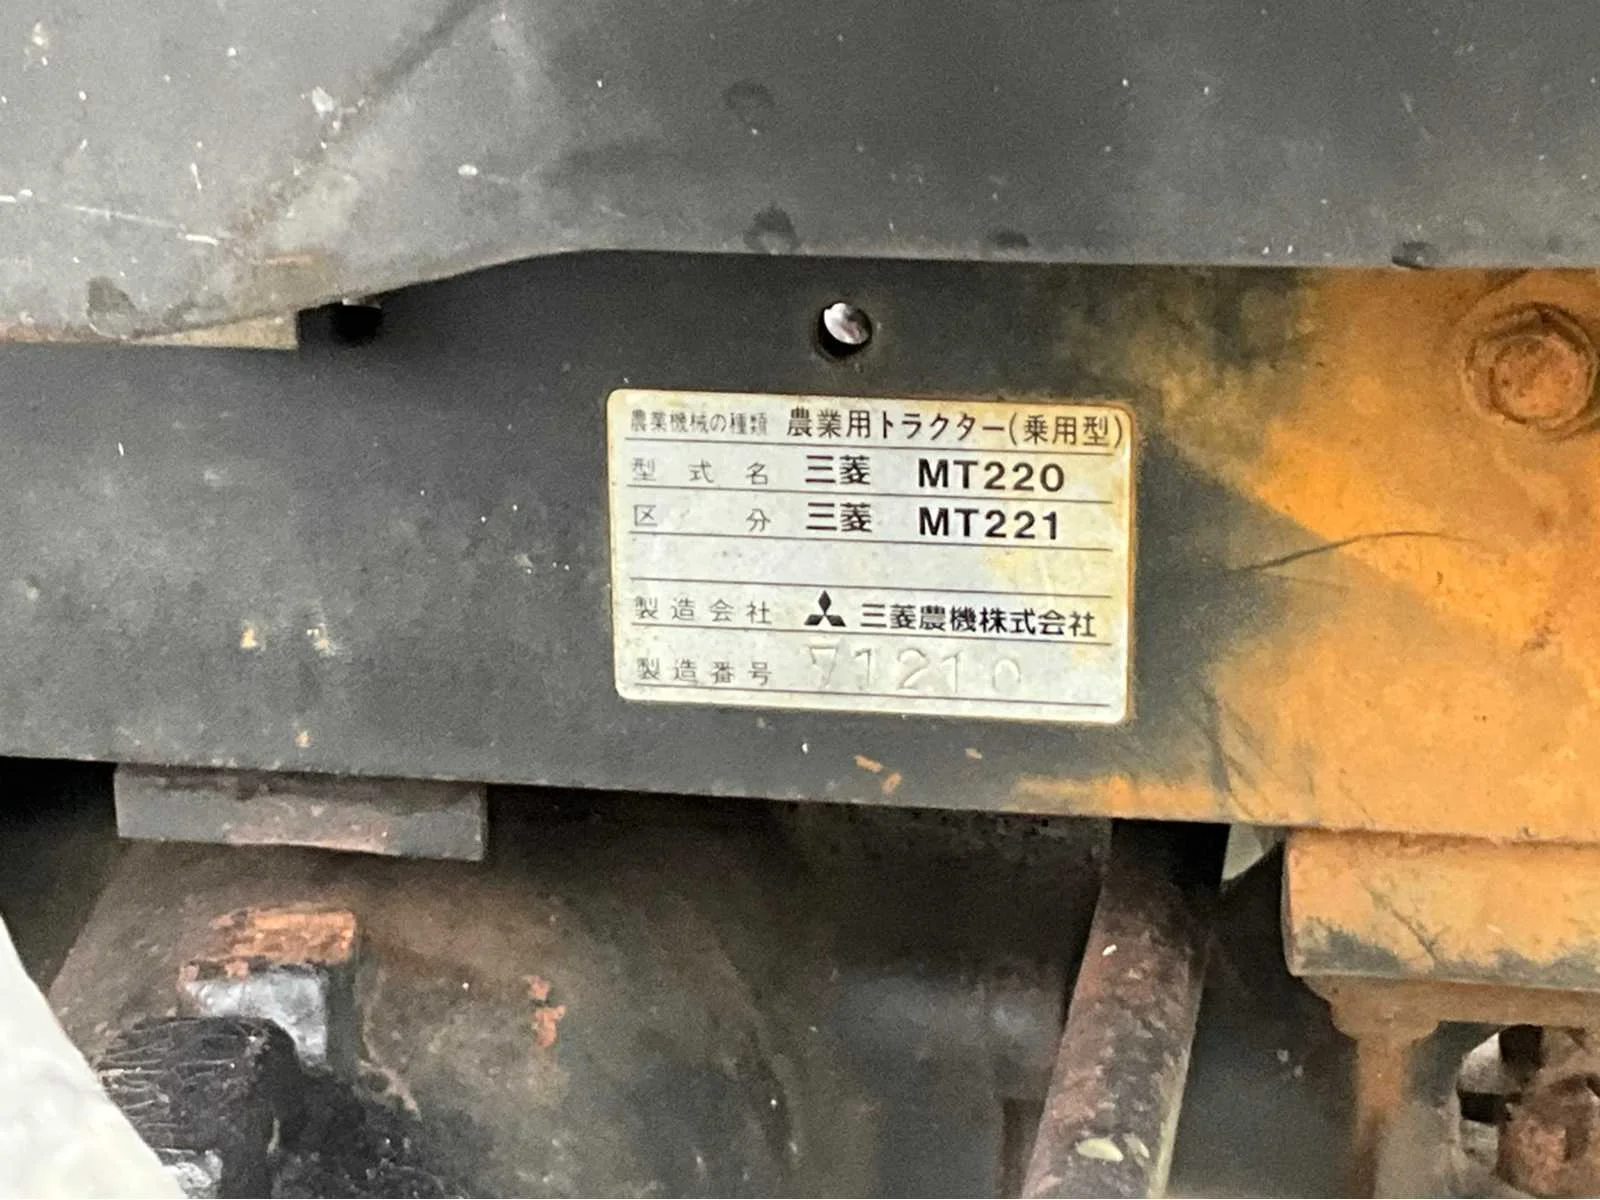 農業機械の種類 農業用トラクター(乗用型)
型式名 三菱 MT220
区分 三菱 MT221
製造会社 三菱農機株式会社
製造番号 71210